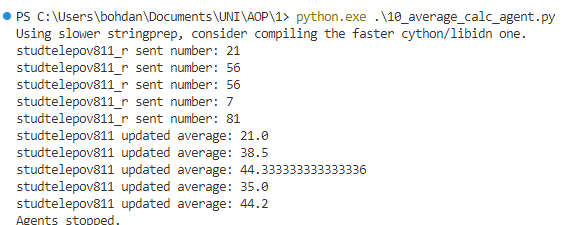 PS C:\Users\bohdan\Documents\UNI\AOP\1> python.exe .\10_average_calc_agent.py
Using slower stringprep, consider compiling the faster cython/libidn one.
studtelepov811_r sent number: 21
studtelepov811_r sent number: 56
studtelepov811_r sent number: 56
studtelepov811_r sent number: 7
studtelepov811_r sent number: 81
studtelepov811 updated average: 21.0
studtelepov811 updated average: 38.5
studtelepov811 updated average: 44.333333333333336
studtelepov811 updated average: 35.0
studtelepov811 updated average: 44.2
Agents stopped.